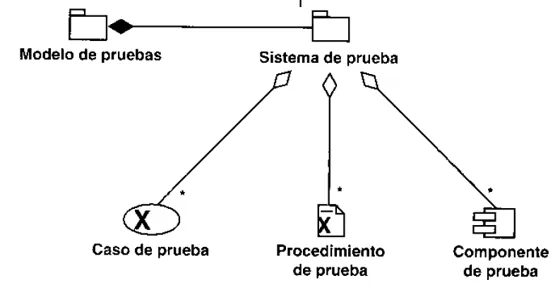 Modelo de pruebas
Sistema de prueba
*
*
*
X
X
Caso de prueba
Procedimiento
de prueba
Componente
de prueba